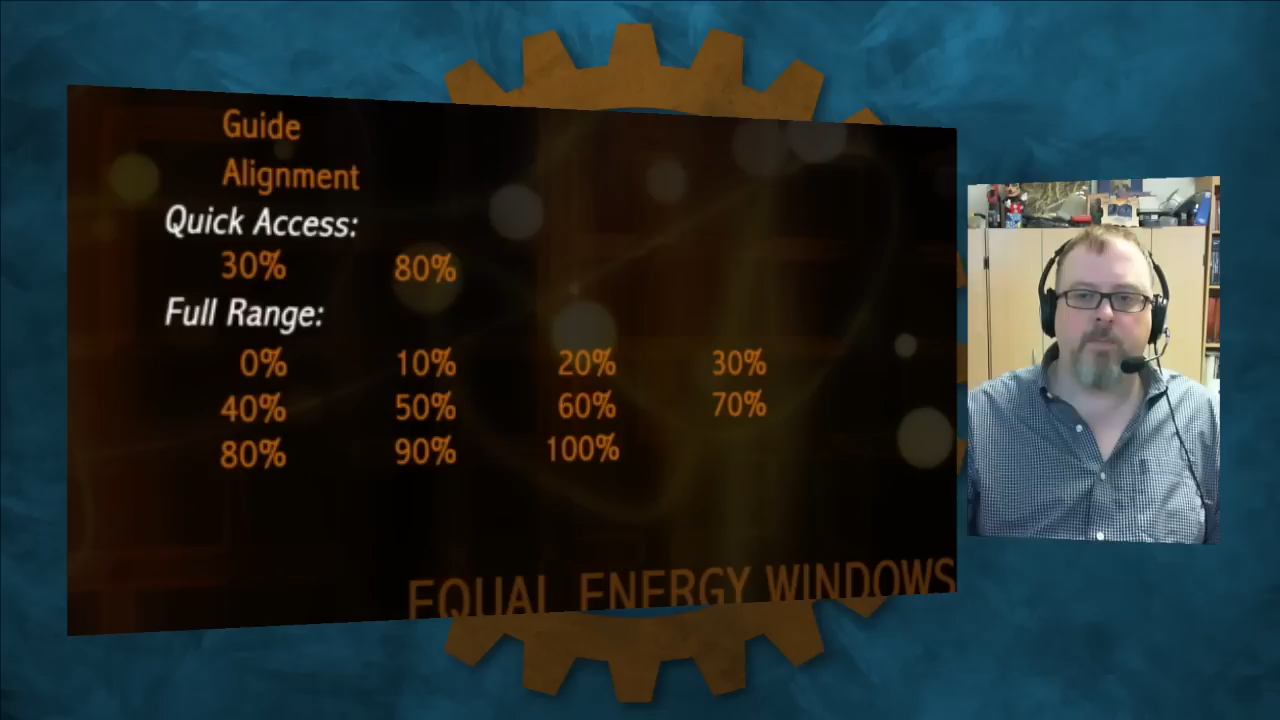 Guide
Alignment
Quick Access:
30% 80%
Full Range:
0% 10% 20% 30%
40% 50% 60% 70%
80% 90% 100%
EQUAL ENERGY WINDOWS